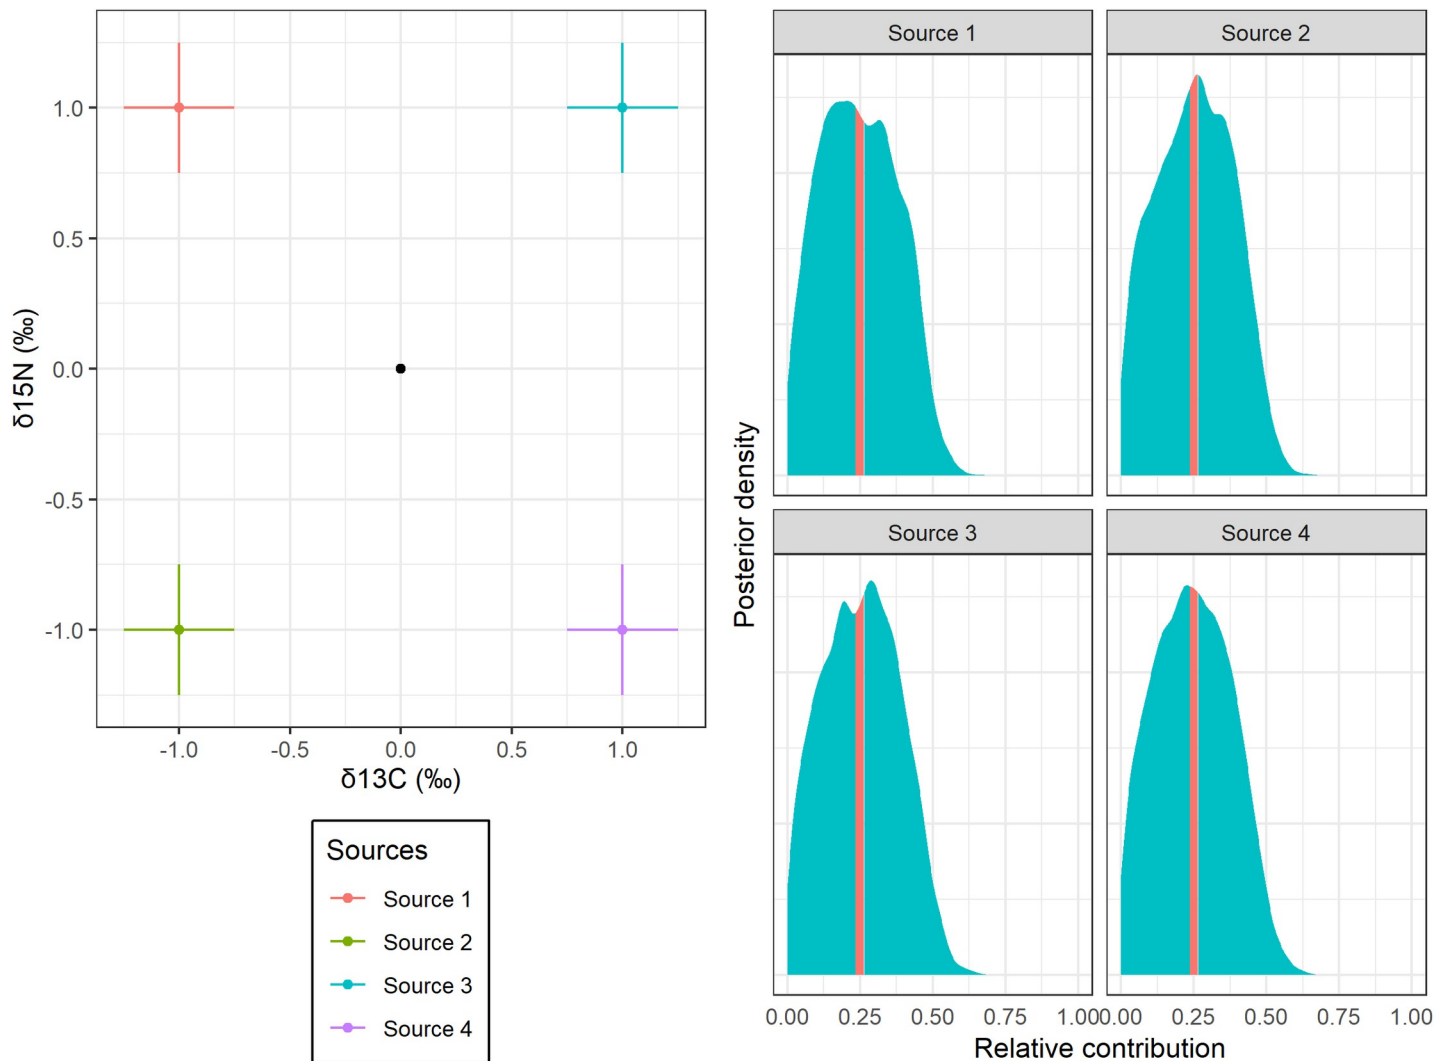 δ15N (‰)
1.0
0.5
0.0
-0.5
-1.0
-1.0 -0.5 0.0 0.5 1.0
δ13C (‰)
Sources
Source 1
Source 2
Source 3
Source 4
Posterior density
Source 1 Source 2
Source 3 Source 4
0.00 0.25 0.50 0.75 1.00 0.00 0.25 0.50 0.75 1.00
Relative contribution